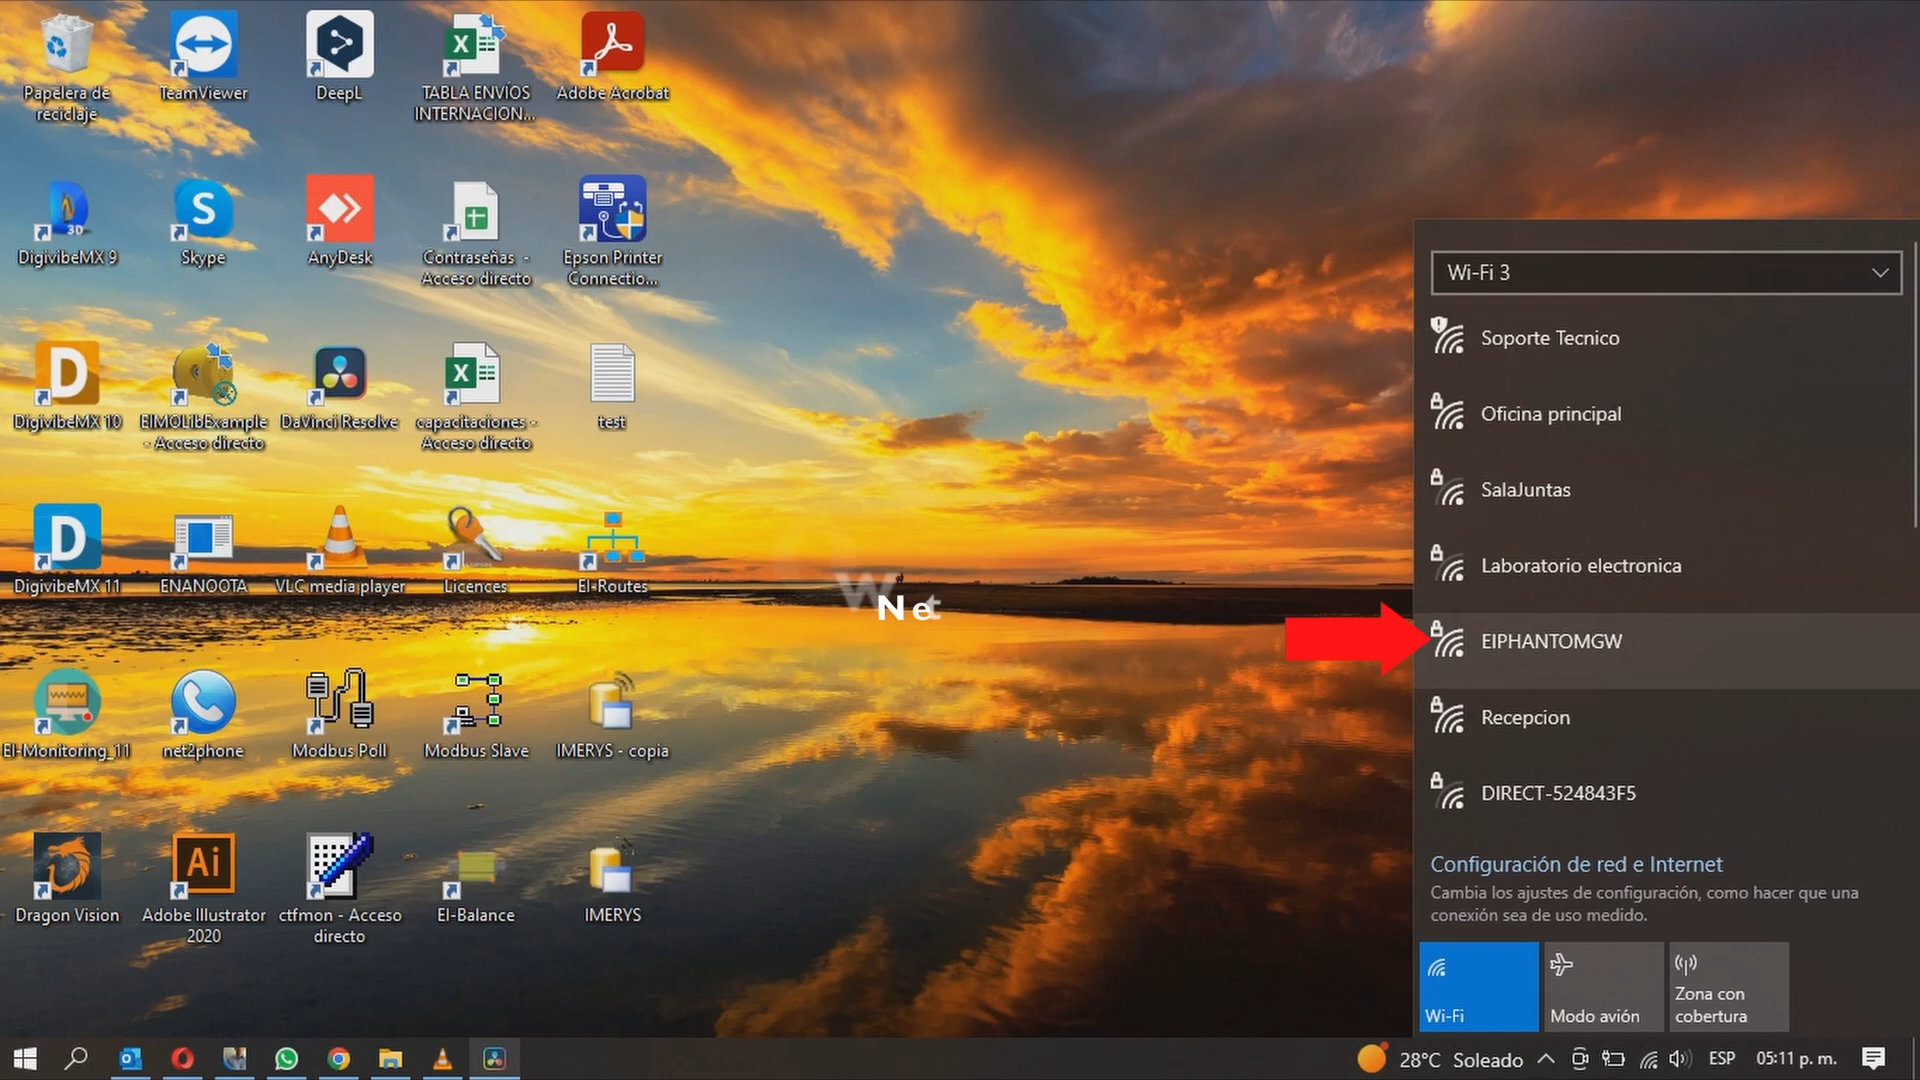 Papelera de
reciclaje
TeamViewer
DeepL
TABLA ENVÍOS
INTERNACION...
Adobe Acrobat
DigivibeMX 9
Skype
AnyDesk
Contraseñas -
Acceso directo
Epson Printer
Connectio...
DigivibeMX 10
EIMOLibExample
- Acceso directo
DaVinci Resolve
capacitaciones -
Acceso directo
test
DigivibeMX 11
ENANOOTA
VLC media player
Licences
EI-Routes
W
Net
EI-Monitoring_11
net2phone
Modbus Poll
Modbus Slave
IMERYS - copia
Dragon Vision
Adobe Illustrator
2020
ctfmon - Acceso
directo
EI-Balance
IMERYS
Wi-Fi 3
Soporte Tecnico
Oficina principal
SalaJuntas
Laboratorio electronica
EIPHANTOMGW
Recepcion
DIRECT-524843F5
Configuración de red e Internet
Cambia los ajustes de configuración, como hacer que una
conexión sea de uso medido.
Wi-Fi
Modo avión
Zona con
cobertura
28°C Soleado
ESP
05:11 p. m.